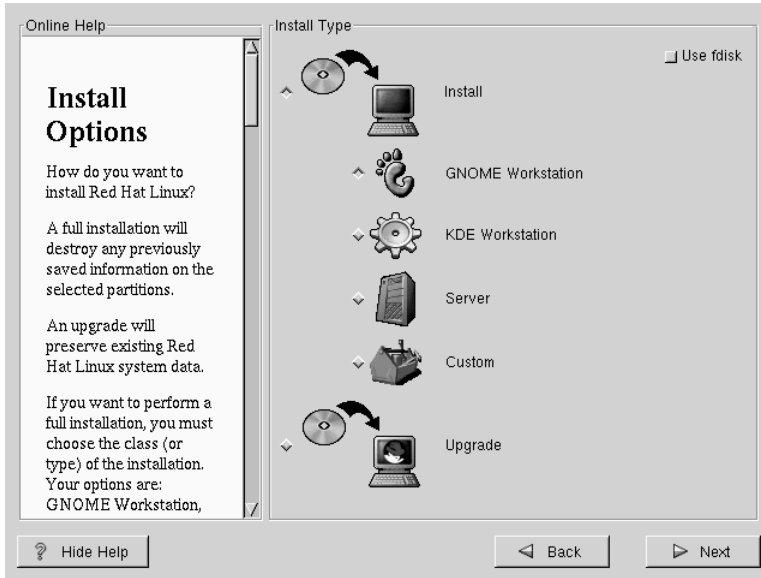 Online Help
Install
Options
How do you want to
install Red Hat Linux?
A full installation will
destroy any previously
saved information on the
selected partitions.
An upgrade will
preserve existing Red
Hat Linux system data.
If you want to perform a
full installation, you must
choose the class (or
type) of the installation.
Your options are:
GNOME Workstation,
Install Type
Use fdisk
Install
GNOME Workstation
KDE Workstation
Server
Custom
Upgrade
? Hide Help
Back
Next